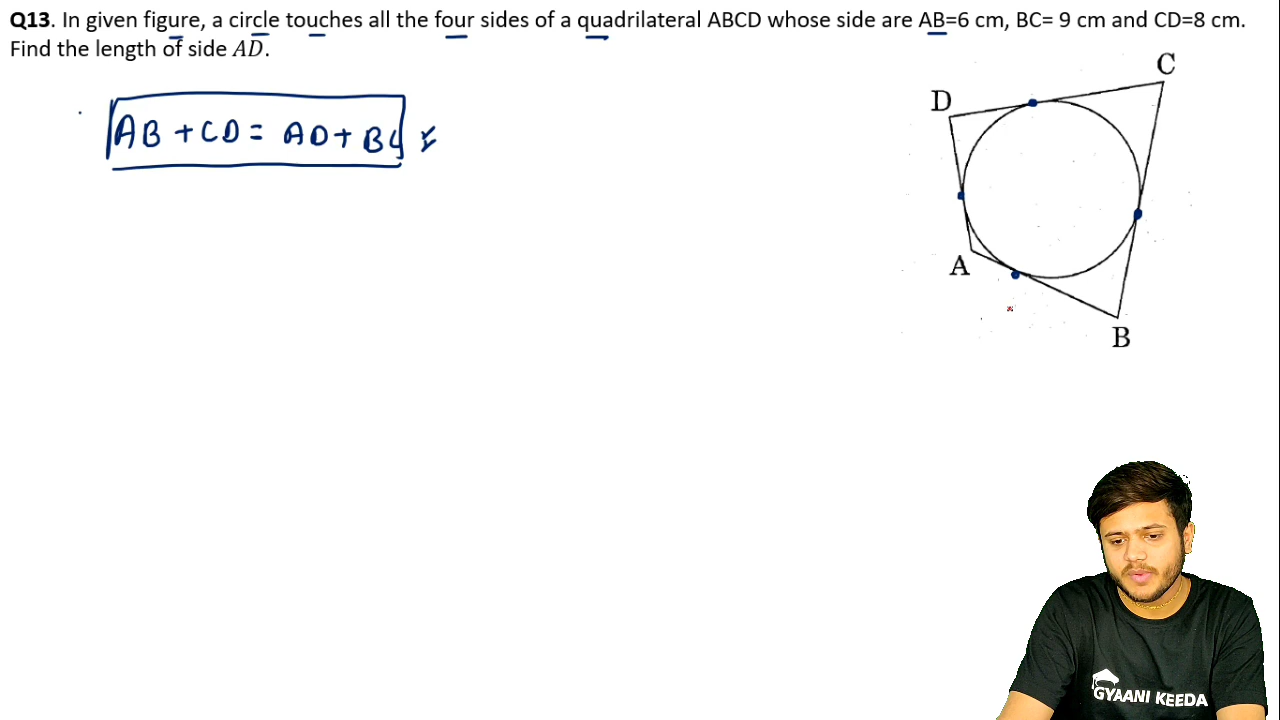 Q13. In given figure, a circle touches all the four sides of a quadrilateral ABCD whose side are AB=6 cm, BC= 9 cm and CD=8 cm.
Find the length of side AD.
C
D
AB + CD = AD + BC
A
B
GYAANI KEEDA